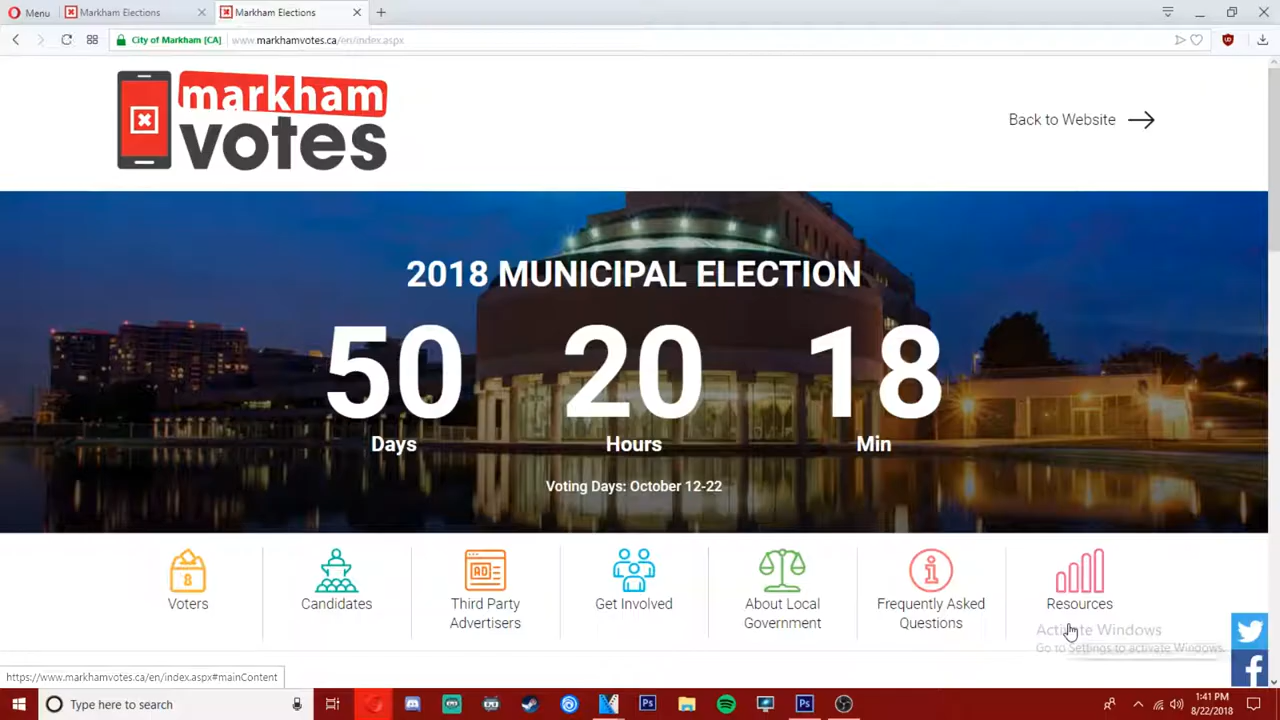 Menu
Markham Elections
Markham Elections
City of Markham [CA]
www.markhamvotes.ca/en/index.aspx
markham
votes
Back to Website
2018 MUNICIPAL ELECTION
50 20 18
Days Hours Min
Voting Days: October 12-22
Voters
Candidates
Third Party
Advertisers
Get Involved
About Local
Government
Frequently Asked
Questions
Resources
Activate Windows
Go to Settings to activate Windows.
https://www.markhamvotes.ca/en/index.aspx#mainContent
Type here to search
1:41 PM
8/22/2018